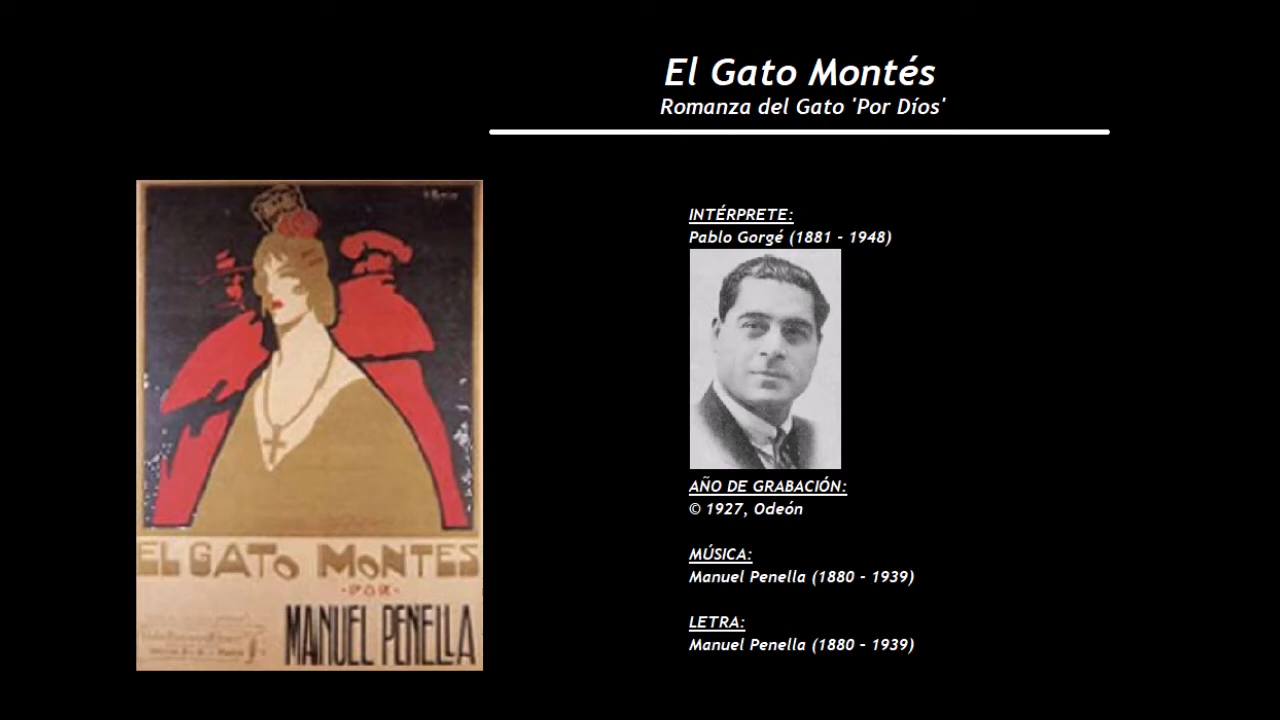 El Gato Montés
Romanza del Gato 'Por Díos'
INTÉRPRETE:
Pablo Gorgé (1881 - 1948)
AÑO DE GRABACIÓN:
© 1927, Odeón
MÚSICA:
Manuel Penella (1880 - 1939)
LETRA:
Manuel Penella (1880 - 1939)
EL GATO MONTES
·POR·
MANUEL PENELLA